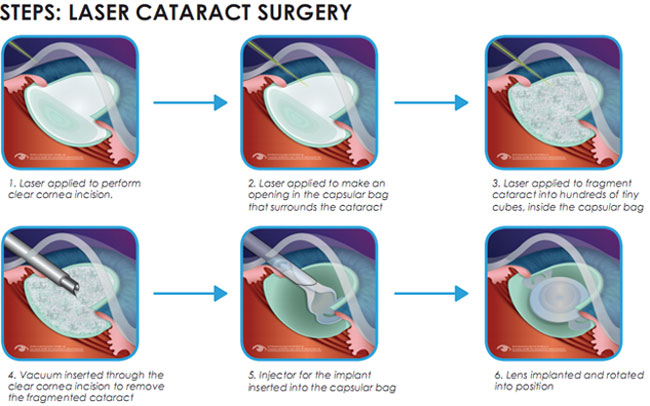 STEPS: LASER CATARACT SURGERY
1. Laser applied to perform
clear cornea incision.
2. Laser applied to make an
opening in the capsular bag
that surrounds the cataract
3. Laser applied to fragment
cataract into hundreds of tiny
cubes, inside the capsular bag
4. Vacuum inserted through the
clear cornea incision to remove
the fragmented cataract
5. Injector for the implant
inserted into the capsular bag
6. Lens implanted and rotated
into position